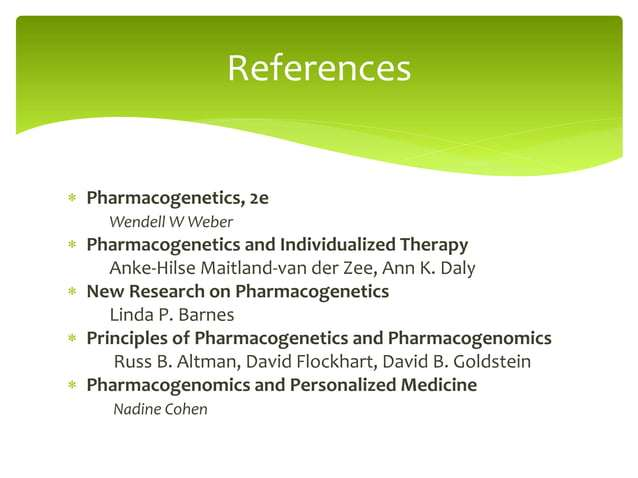 References
* Pharmacogenetics, 2e
Wendell W Weber
* Pharmacogenetics and Individualized Therapy
Anke-Hilse Maitland-van der Zee, Ann K. Daly
* New Research on Pharmacogenetics
Linda P. Barnes
* Principles of Pharmacogenetics and Pharmacogenomics
Russ B. Altman, David Flockhart, David B. Goldstein
* Pharmacogenomics and Personalized Medicine
Nadine Cohen